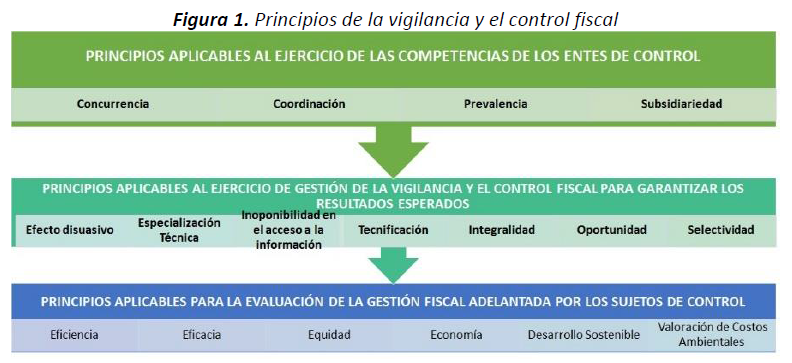 Figura 1. Principios de la vigilancia y el control fiscal
PRINCIPIOS APLICABLES AL EJERCICIO DE LAS COMPETENCIAS DE LOS ENTES DE CONTROL
Concurrencia Coordinación Prevalencia Subsidiariedad
PRINCIPIOS APLICABLES AL EJERCICIO DE GESTIÓN DE LA VIGILANCIA Y EL CONTROL FISCAL PARA GARANTIZAR LOS
RESULTADOS ESPERADOS
Efecto disuasivo
Especialización
Técnica
Inoponibilidad en
el acceso a la
información
Tecnificación
Integralidad
Oportunidad
Selectividad
PRINCIPIOS APLICABLES PARA LA EVALUACIÓN DE LA GESTIÓN FISCAL ADELANTADA POR LOS SUJETOS DE CONTROL
Eficiencia
Eficacia
Equidad
Economía
Desarrollo Sostenible
Valoración de Costos
Ambientales